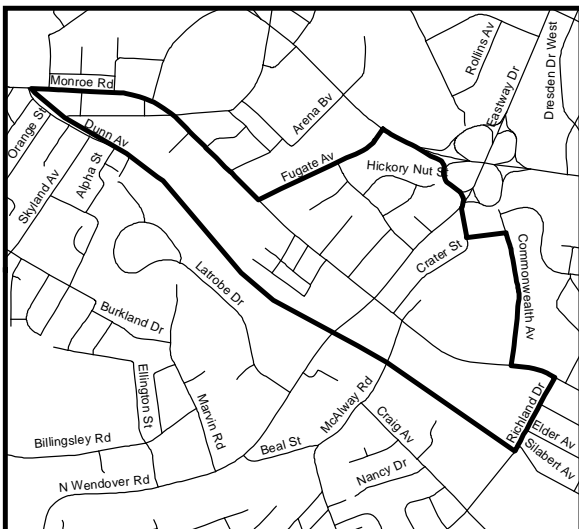 Monroe Rd
Orange St
Dunn Av
Skyland Av
Alpha St
Arena Bv
Fugate Av
Hickory Nut St
Rollins Av
Eastway Dr
Dresden Dr West
Crater St
Commonwealth Av
Latrobe Dr
Burkland Dr
Ellington St
Marvin Rd
Billingsley Rd
N Wendover Rd
Beal St
McAlway Rd
Craig Av
Nancy Dr
Richland Dr
Elder Av
Silabert Av